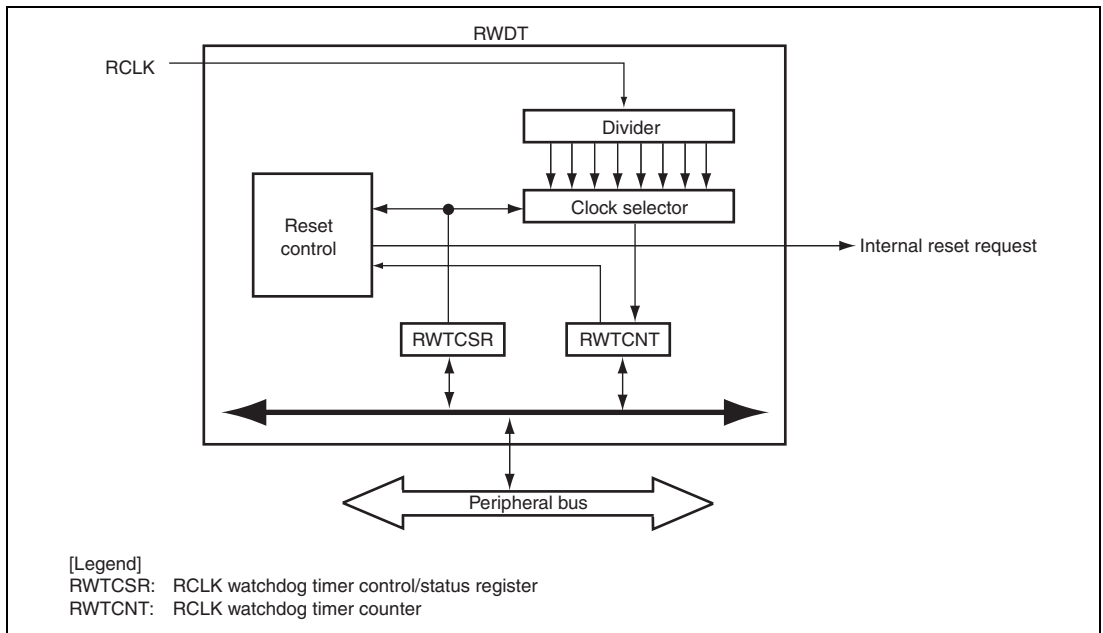 RWDT
RCLK
Divider
Clock selector
Reset
control
Internal reset request
RWTCSR
RWTCNT
Peripheral bus
[Legend]
RWTCSR: RCLK watchdog timer control/status register
RWTCNT: RCLK watchdog timer counter